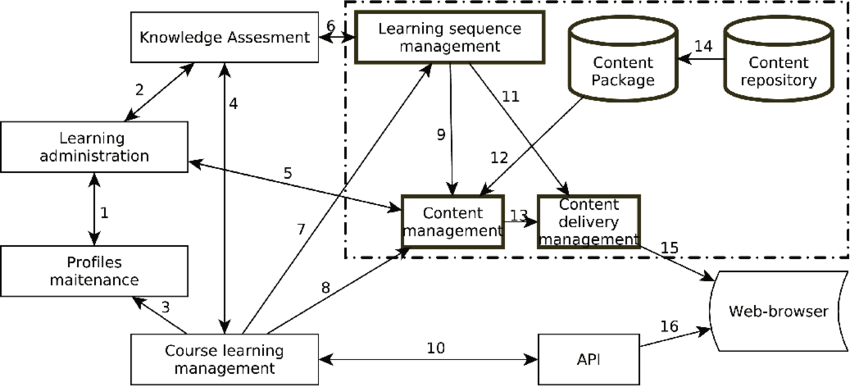 Knowledge Assesment
6
Learning sequence
management
Content
Package
14
Content
repository
2
4
11
Learning
administration
9
12
5
1
7
Content
management
13
Content
delivery
management
Profiles
maitenance
15
8
3
Web-browser
16
Course learning
management
10
API